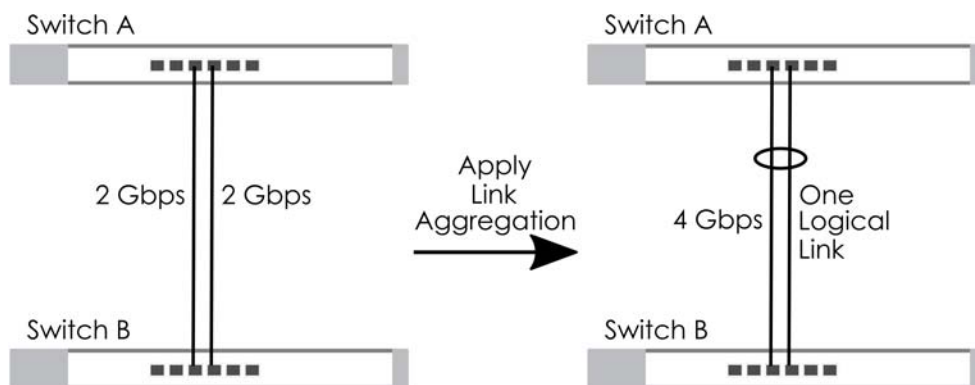 Switch A
2 Gbps
2 Gbps
Switch B
Apply
Link
Aggregation
Switch A
4 Gbps
One
Logical
Link
Switch B